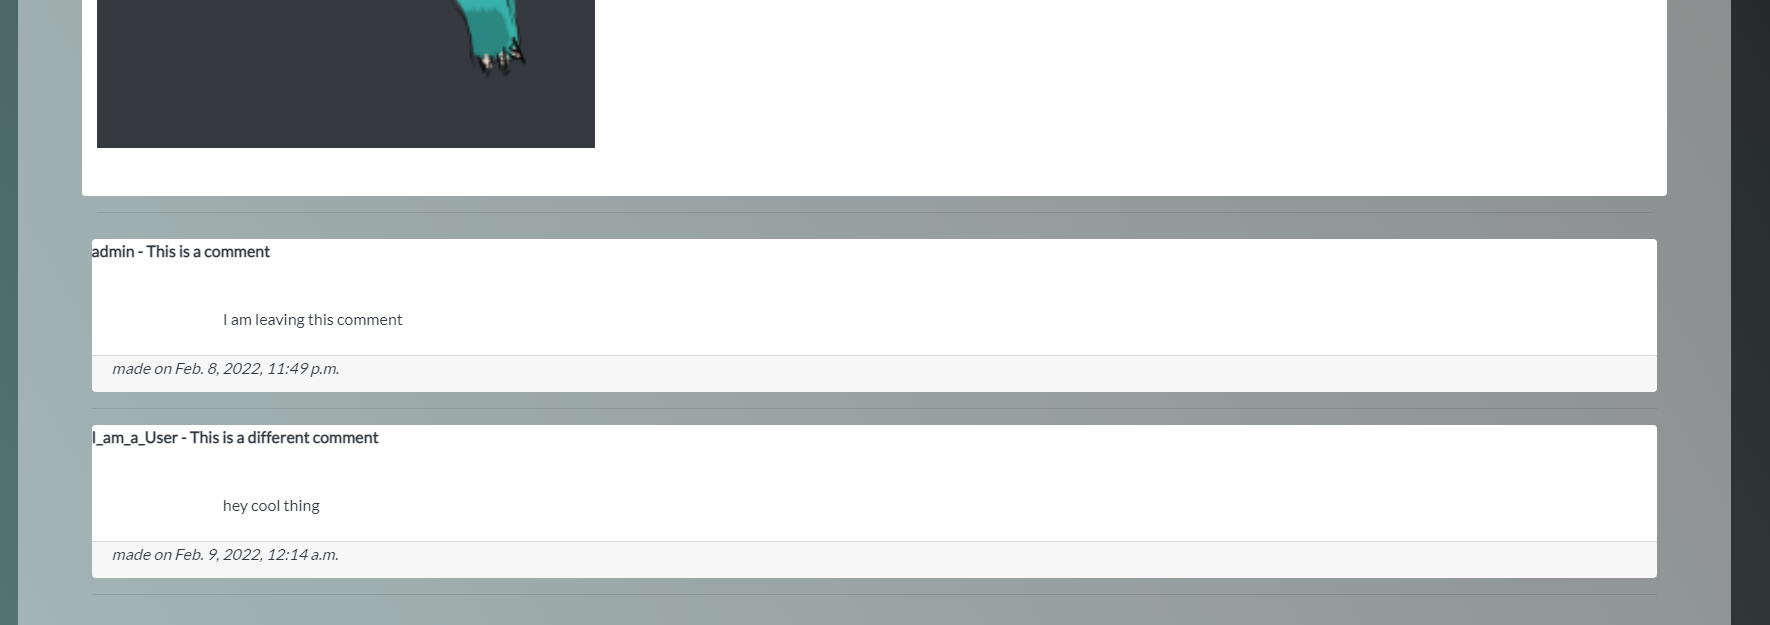 admin - This is a comment
I am leaving this comment
made on Feb. 8, 2022, 11:49 p.m.
I_am_a_User - This is a different comment
hey cool thing
made on Feb. 9, 2022, 12:14 a.m.